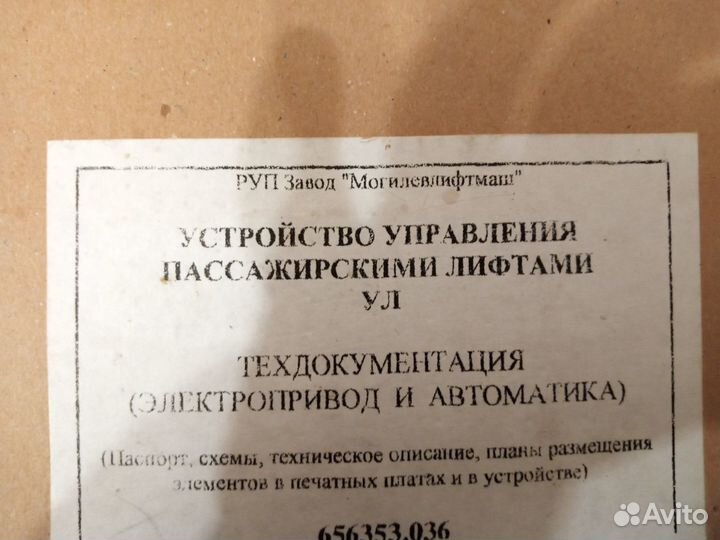 РУП Завод "Могилевлифтмаш"
УСТРОЙСТВО УПРАВЛЕНИЯ
ПАССАЖИРСКИМИ ЛИФТАМИ
УЛ
ТЕХДОКУМЕНТАЦИЯ
(ЭЛЕКТРОПРИВОД И АВТОМАТИКА)
(Паспорт, схемы, техническое описание, планы размещения
элементов в печатных платах и в устройстве)
656353.036
Avito